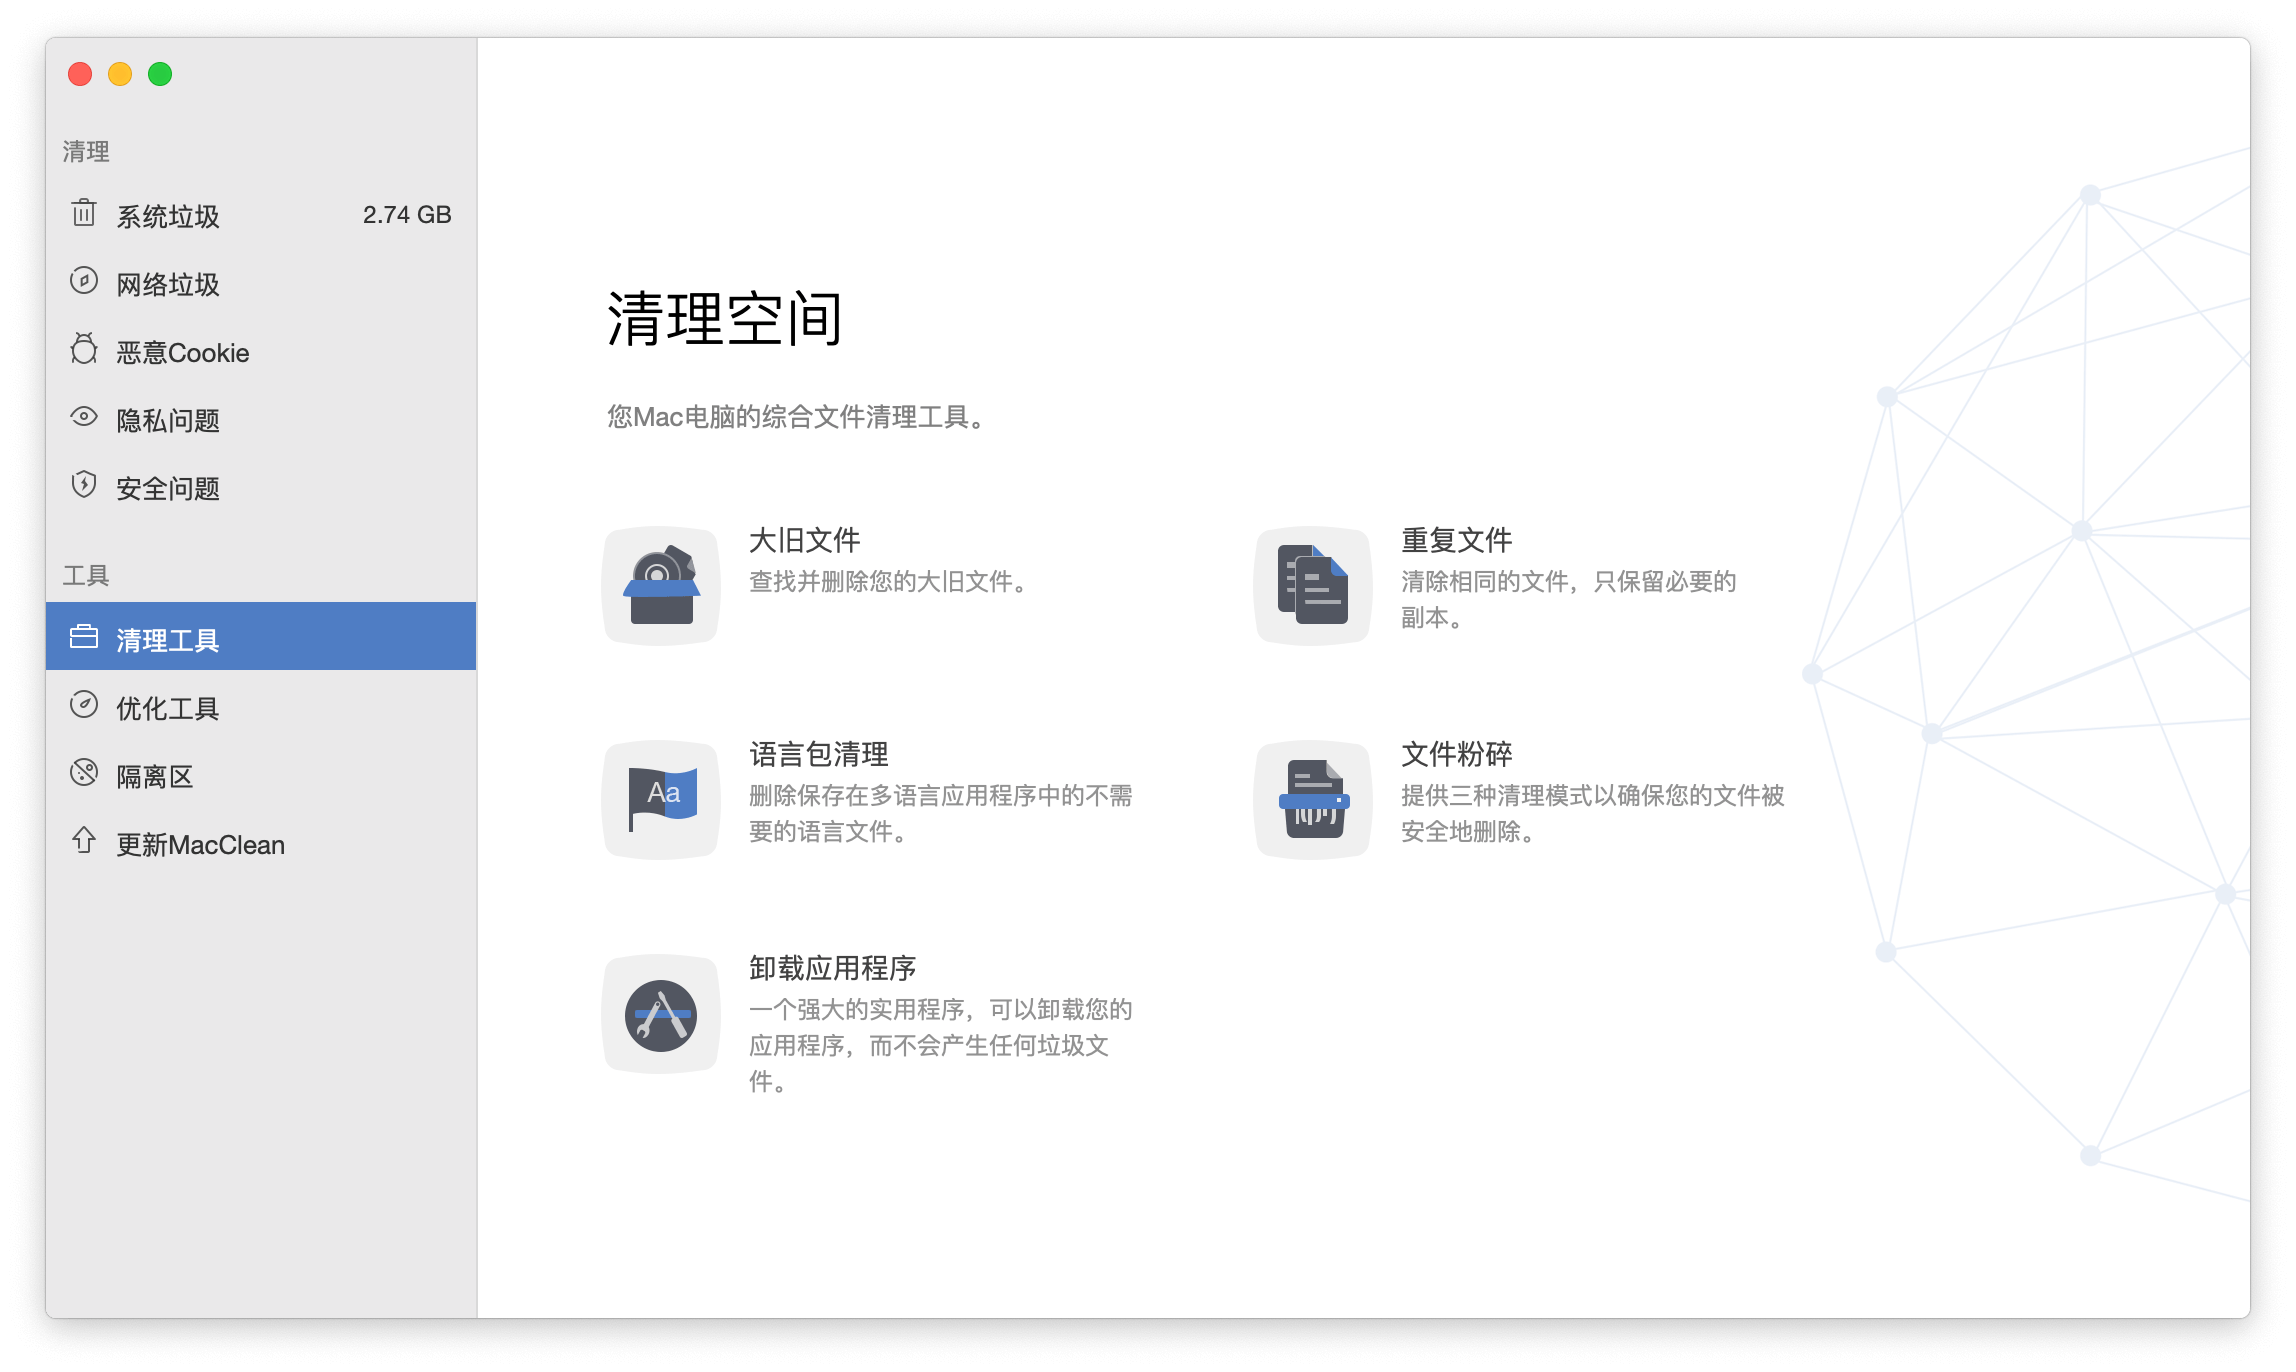 清理
系统垃圾 2.74 GB
网络垃圾
恶意Cookie
隐私问题
安全问题
工具
清理工具
优化工具
隔离区
更新MacClean
清理空间
您Mac电脑的综合文件清理工具。
大旧文件
查找并删除您的大旧文件。
重复文件
清除相同的文件，只保留必要的
副本。
Aa
语言包清理
删除保存在多语言应用程序中的不需
要的语言文件。
文件粉碎
提供三种清理模式以确保您的文件被
安全地删除。
卸载应用程序
一个强大的实用程序，可以卸载您的
应用程序，而不会产生任何垃圾文
件。